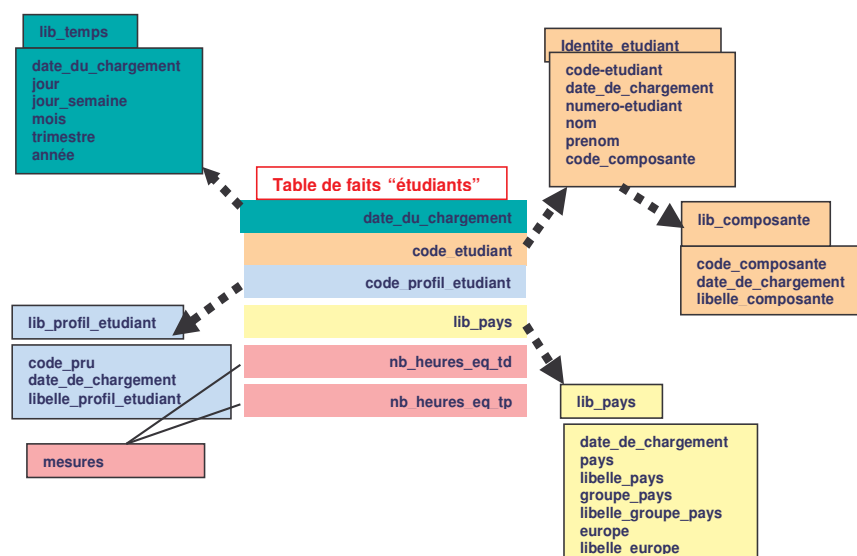 lib_temps
date_du_chargement
jour
jour_semaine
mois
trimestre
année
Identite_etudiant
code-etudiant
date_de_chargement
numero-etudiant
nom
prenom
code_composante
Table de faits “étudiants”
date_du_chargement
code_etudiant
code_profil_etudiant
lib_pays
nb_heures_eq_td
nb_heures_eq_tp
lib_composante
code_composante
date_de_chargement
libelle_composante
lib_profil_etudiant
code_pru
date_de_chargement
libelle_profil_etudiant
mesures
lib_pays
date_de_chargement
pays
libelle_pays
groupe_pays
libelle_groupe_pays
europe
libelle_europe